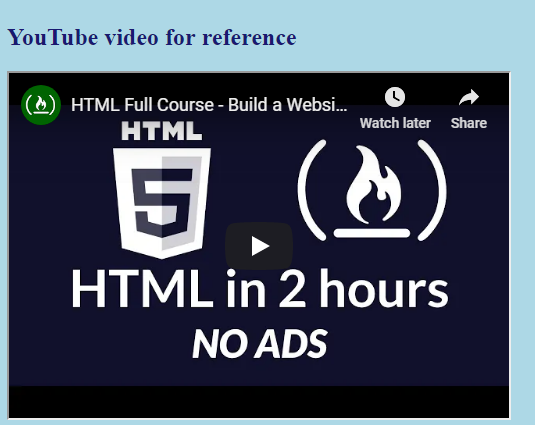 YouTube video for reference
HTML Full Course - Build a Websi...
Watch later
Share
HTML
5
HTML in 2 hours
NO ADS